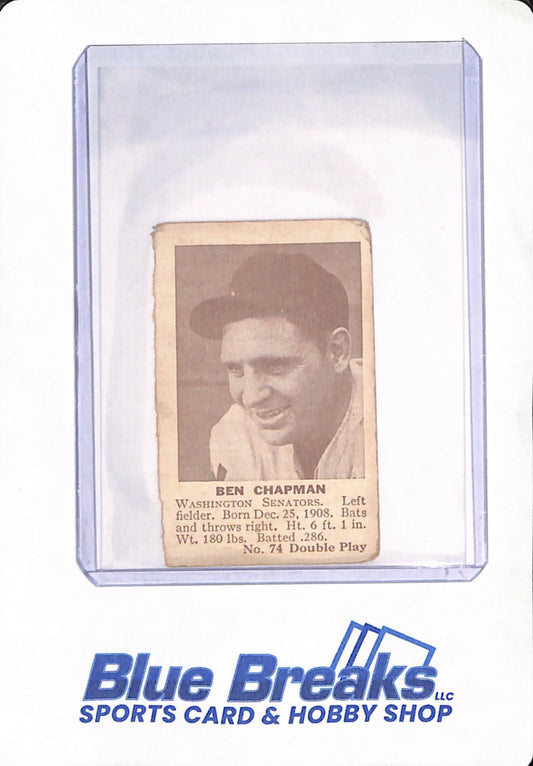 BEN CHAPMAN
WASHINGTON SENATORS. Left
fielder. Born Dec. 25, 1908. Bats
and throws right. Ht. 6 ft. 1 in.
Wt. 180 lbs. Batted .286.
No. 74 Double Play
Blue Breaks LLC
SPORTS CARD & HOBBY SHOP